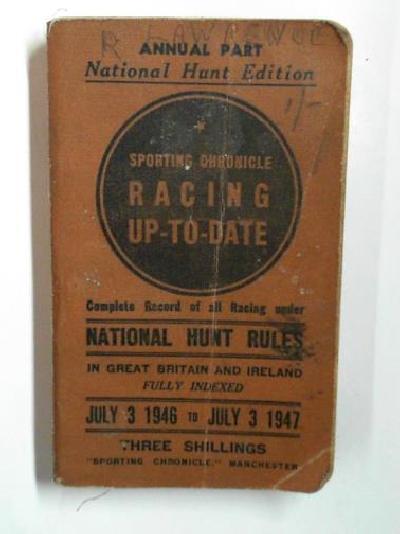 R LAWRENCE
ANNUAL PART
National Hunt Edition
1/-
SPORTING CHRONICLE
RACING
UP-TO-DATE
Complete Record of all Racing under
NATIONAL HUNT RULES
IN GREAT BRITAIN AND IRELAND
FULLY INDEXED
JULY 3 1946 TO JULY 3 1947
THREE SHILLINGS
"SPORTING CHRONICLE," MANCHESTER